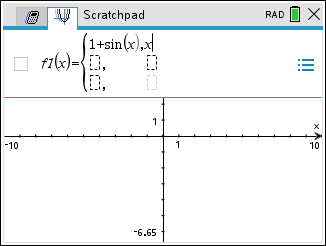 Scratchpad RAD
f1(x)={1+sin(x),x
,
,
1
x
-10 1 10
-6.65